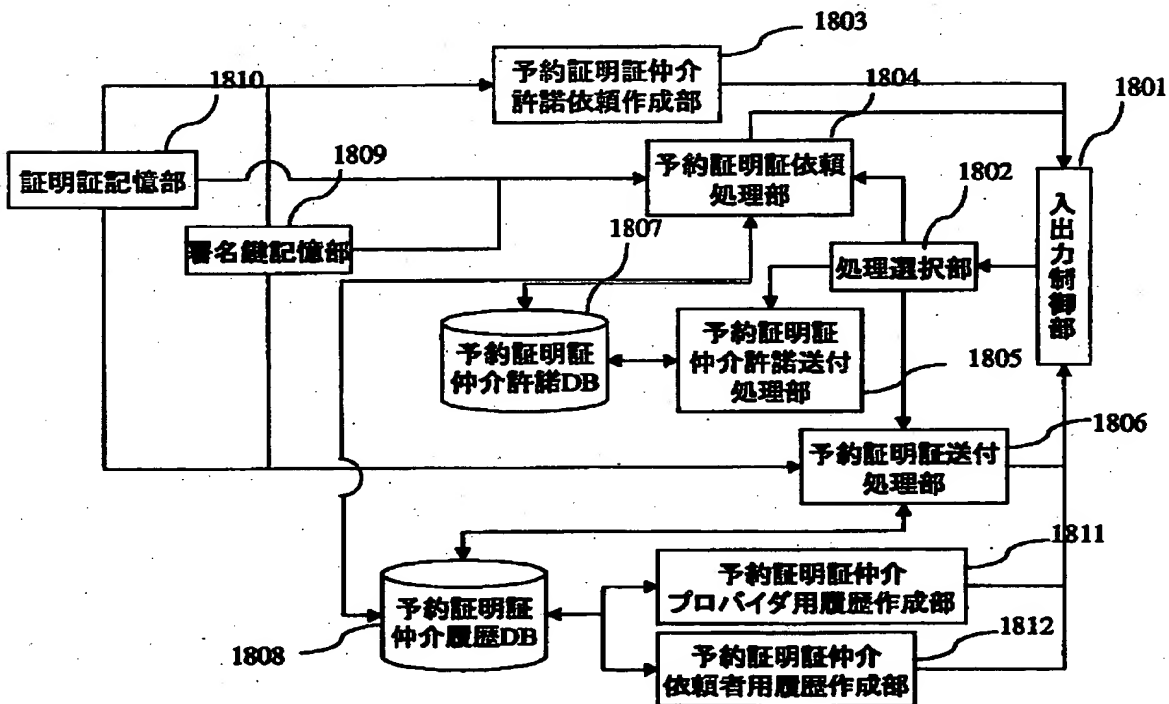 1803
予約証明証仲介
許諾依頼作成部
1810
1804
1801
証明証記憶部
1809
予約証明証依頼
処理部
1802
入出力制御部
署名鍵記憶部
1807
処理選択部
予約証明証
仲介許諾DB
予約証明証
仲介許諾送付
処理部
1805
1806
予約証明証送付
処理部
1811
予約証明証
仲介履歴DB
1808
予約証明証仲介
プロバイダ用履歴作成部
1812
予約証明証仲介
依頼者用履歴作成部